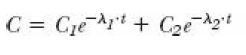 C = C₁e^{-λ₁·t} + C₂e^{-λ₂·t}